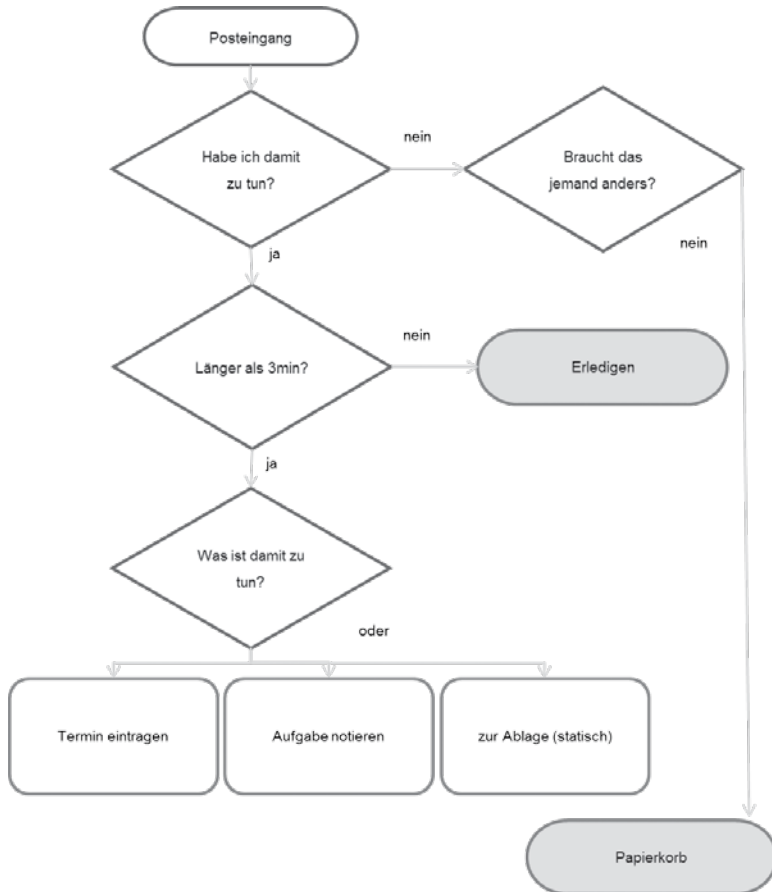 Posteingang
Habe ich damit
zu tun?
nein
Braucht das
jemand anders?
ja
nein
Länger als 3min?
nein
Erledigen
ja
Was ist damit zu
tun?
oder
Termin eintragen
Aufgabe notieren
zur Ablage (statisch)
Papierkorb